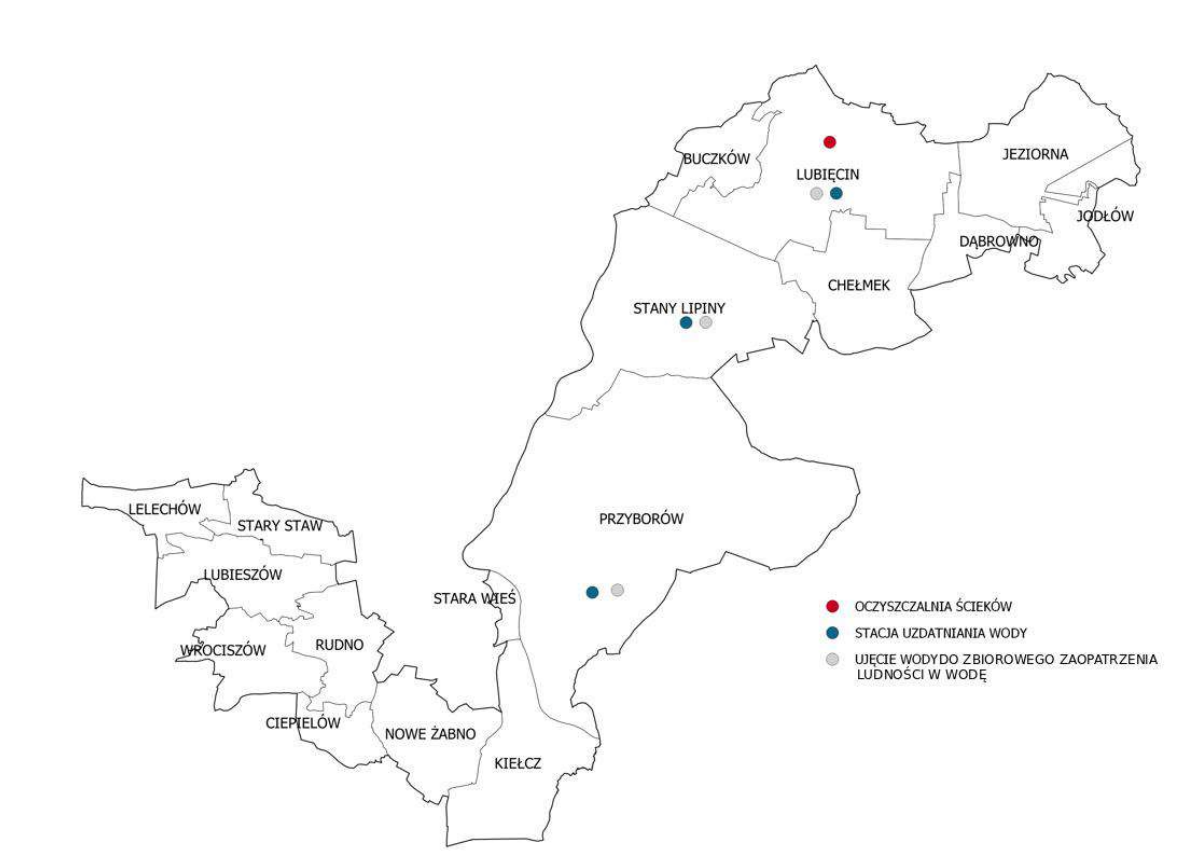 JEZIORNA
BUCZKÓW
LUBIĘCIN
JODŁÓW
DĄBROWNO
CHEŁMEK
STANY LIPINY
LELECHÓW
PRZYBORÓW
STARY STAW
LUBIESZÓW
STARA WIEŚ
OCZYSZCZALNIA ŚCIEKÓW
STACJA UZDATNIANIA WODY
RUDNO
WROCISZÓW
UJĘCIE WODYDO ZBIOROWEGO ZAOPATRZENIA
LUDNOŚCI W WODĘ
CIEPIELÓW
NOWE ŻABNO
KIEŁCZ